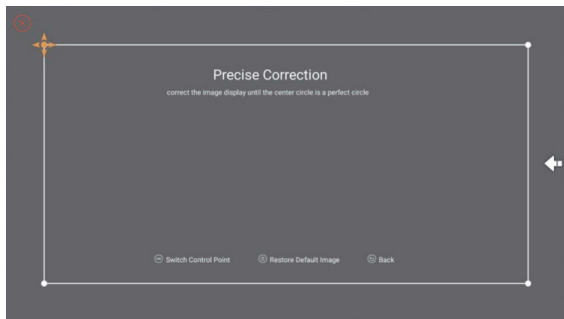 Precise Correction
correct the image display until the center circle is a perfect circle
Switch Control Point Restore Default Image Back